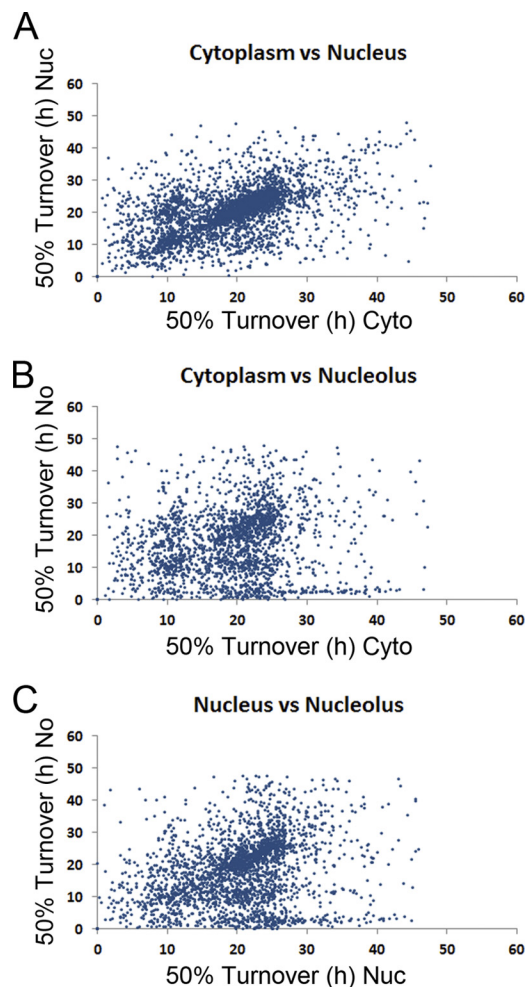 A
Cytoplasm vs Nucleus
50% Turnover (h) Nuc
60
50
40
30
20
10
0
0 10 20 30 40 50 60
50% Turnover (h) Cyto
B
Cytoplasm vs Nucleolus
50% Turnover (h) No
60
50
40
30
20
10
0
0 10 20 30 40 50 60
50% Turnover (h) Cyto
C
Nucleus vs Nucleolus
50% Turnover (h) No
60
50
40
30
20
10
0
0 10 20 30 40 50 60
50% Turnover (h) Nuc